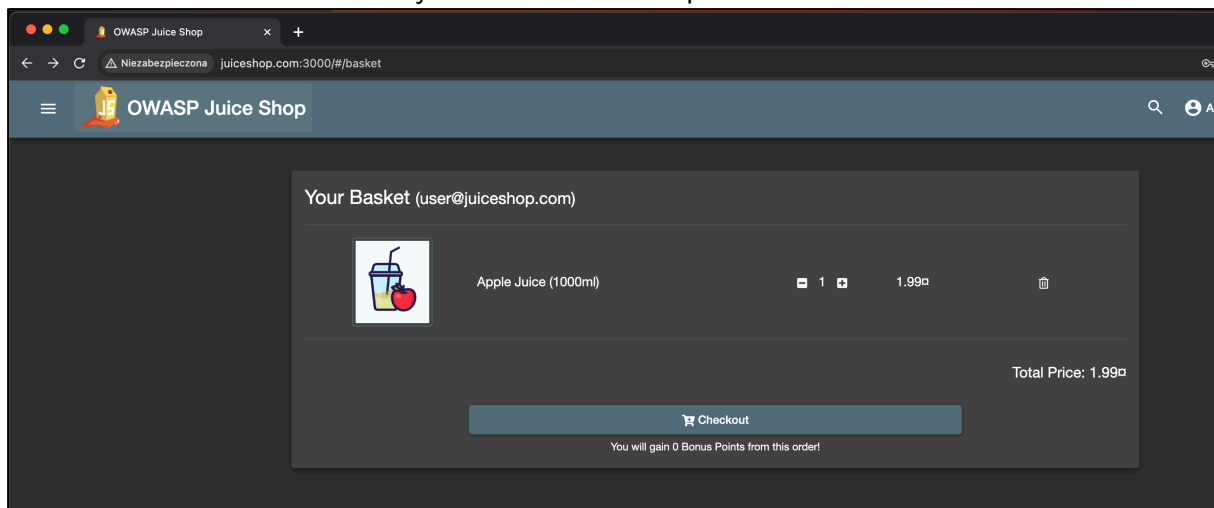 OWASP Juice Shop
Niezabezpieczona juiceshop.com:3000/#/basket
OWASP Juice Shop
Your Basket (user@juiceshop.com)
Apple Juice (1000ml) 1 1.99¤
Total Price: 1.99¤
Checkout
You will gain 0 Bonus Points from this order!